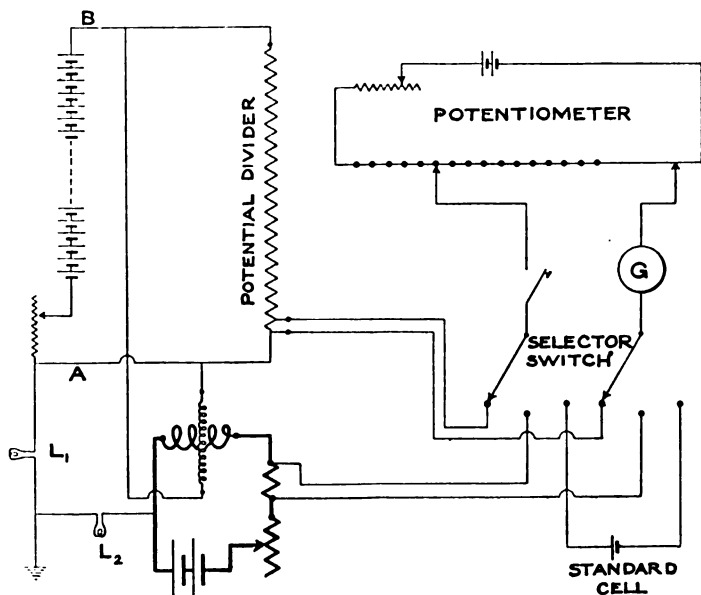 B
POTENTIAL DIVIDER
POTENTIOMETER
G
SELECTOR
SWITCH
A
L1
L2
STANDARD
CELL